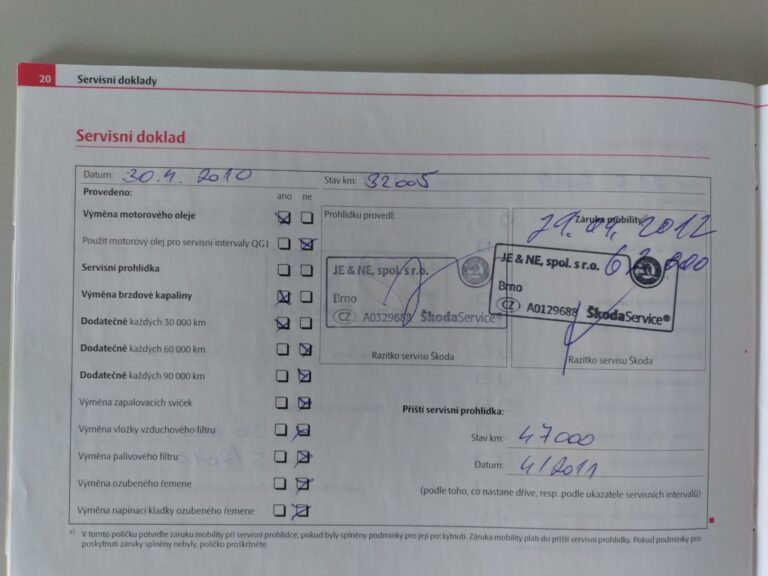 20 Servisní doklady
Servisní doklad
Datum: 30.4. 2010 Stav km: 32005
Provedeno: ano ne
Výměna motorového oleje
Použit motorový olej pro servisní intervaly QG1
Servisní prohlídka
Výměna brzdové kapaliny
Dodatečně každých 30 000 km
Dodatečně každých 60 000 km
Dodatečně každých 90 000 km
Výměna zapalovacích svíček
Výměna vložky vzduchového filtru
Výměna palivového filtru
Výměna ozubeného řemene
Výměna napínací kladky ozubeného řemene
Prohlídku provedl:
JE & NE, spol. s r.o.
Brno
CZ A0329688 ŠkodaService
Razítko servisu Škoda
Záruka mobility
2012
JE & NE, spol. s r.o.
Brno
CZ A0129688 ŠkodaService®
Razítko servisu Škoda
Příští servisní prohlídka:
Stav km: 47000
Datum: 4/2011
(podle toho, co nastane dříve, resp. podle ukazatele servisních intervalů)
a) V tomto políčku potvrďte záruku mobility při servisní prohlídce, pokud byly splněny podmínky pro její poskytnutí. Záruka mobility platí do příští servisní prohlídky. Pokud podmínky pro
poskytnutí záruky splněny nebyly, políčko proškrtněte.